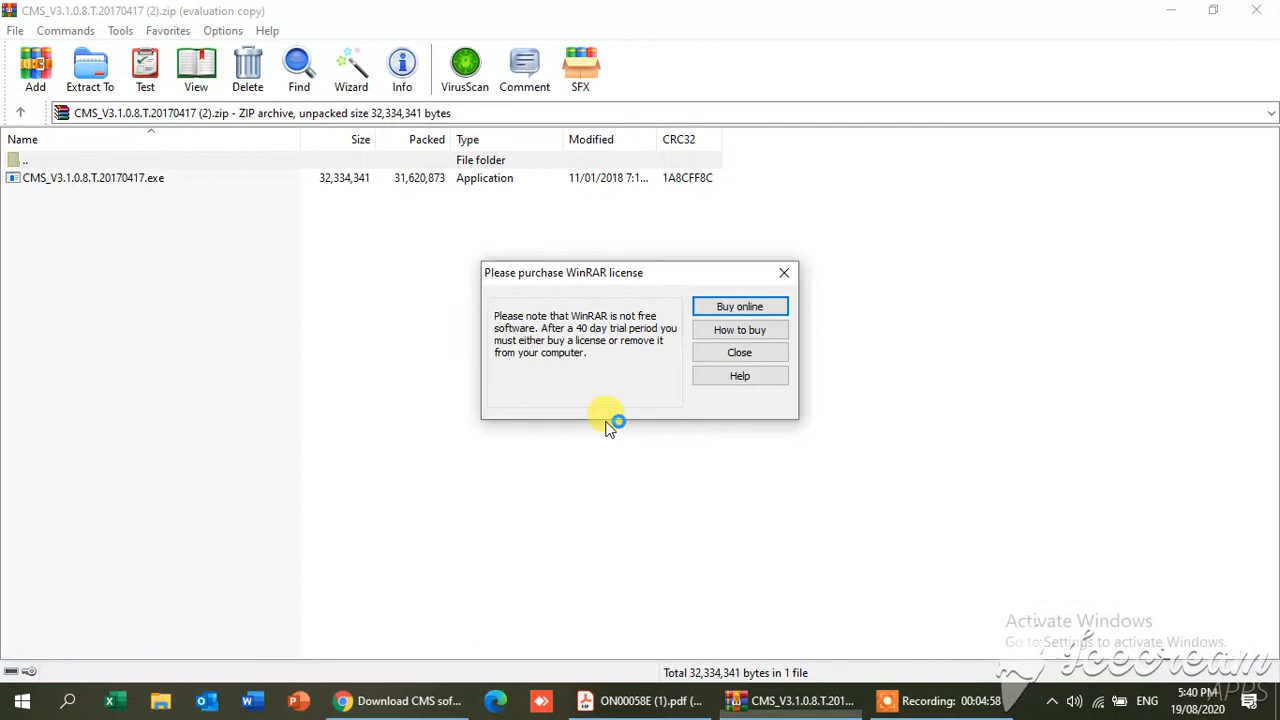 CMS_V3.1.0.8.T.20170417 (2).zip (evaluation copy)
File Commands Tools Favorites Options Help
Add Extract To Test View Delete Find Wizard Info VirusScan Comment SFX
CMS_V3.1.0.8.T.20170417 (2).zip - ZIP archive, unpacked size 32,334,341 bytes
Name Size Packed Type Modified CRC32
.. File folder
CMS_V3.1.0.8.T.20170417.exe 32,334,341 31,620,873 Application 11/01/2018 7:1... 1A8CFF8C
Please purchase WinRAR license
Please note that WinRAR is not free
software. After a 40 day trial period you
must either buy a license or remove it
from your computer.
Buy online
How to buy
Close
Help
Activate Windows
Go to Settings to activate Windows.
Icecream
APPS
Total 32,334,341 bytes in 1 file
Download CMS sof...
ON00058E (1).pdf (...
CMS_V3.1.0.8.T.201...
Recording: 00:04:58
ENG
5:40 PM
19/08/2020